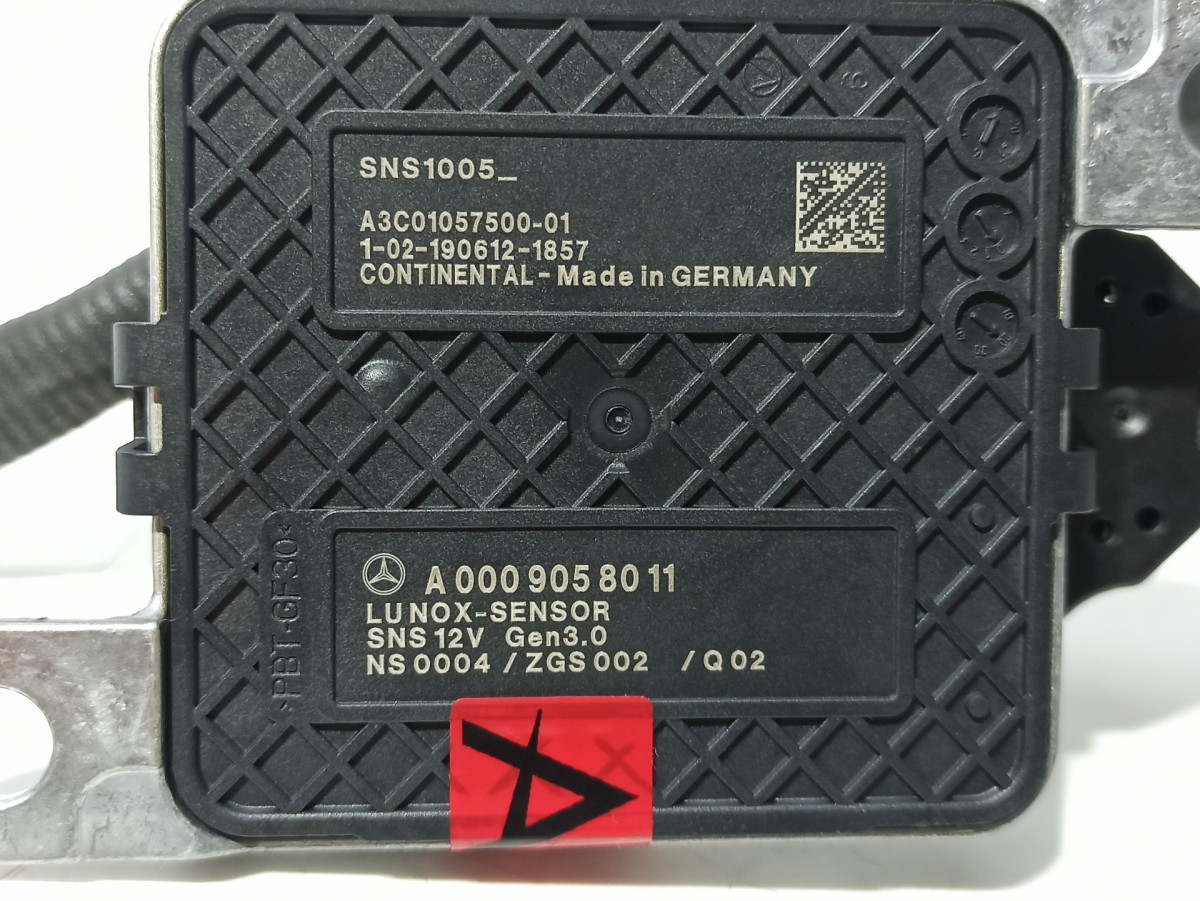 SNS1005_
A3C01057500-01
1-02-190612-1857
CONTINENTAL - Made in GERMANY
>PBT-GF30<
A 000 905 80 11
LU NOX-SENSOR
SNS 12V Gen3.0
NS 0004 / ZGS 002 / Q 02